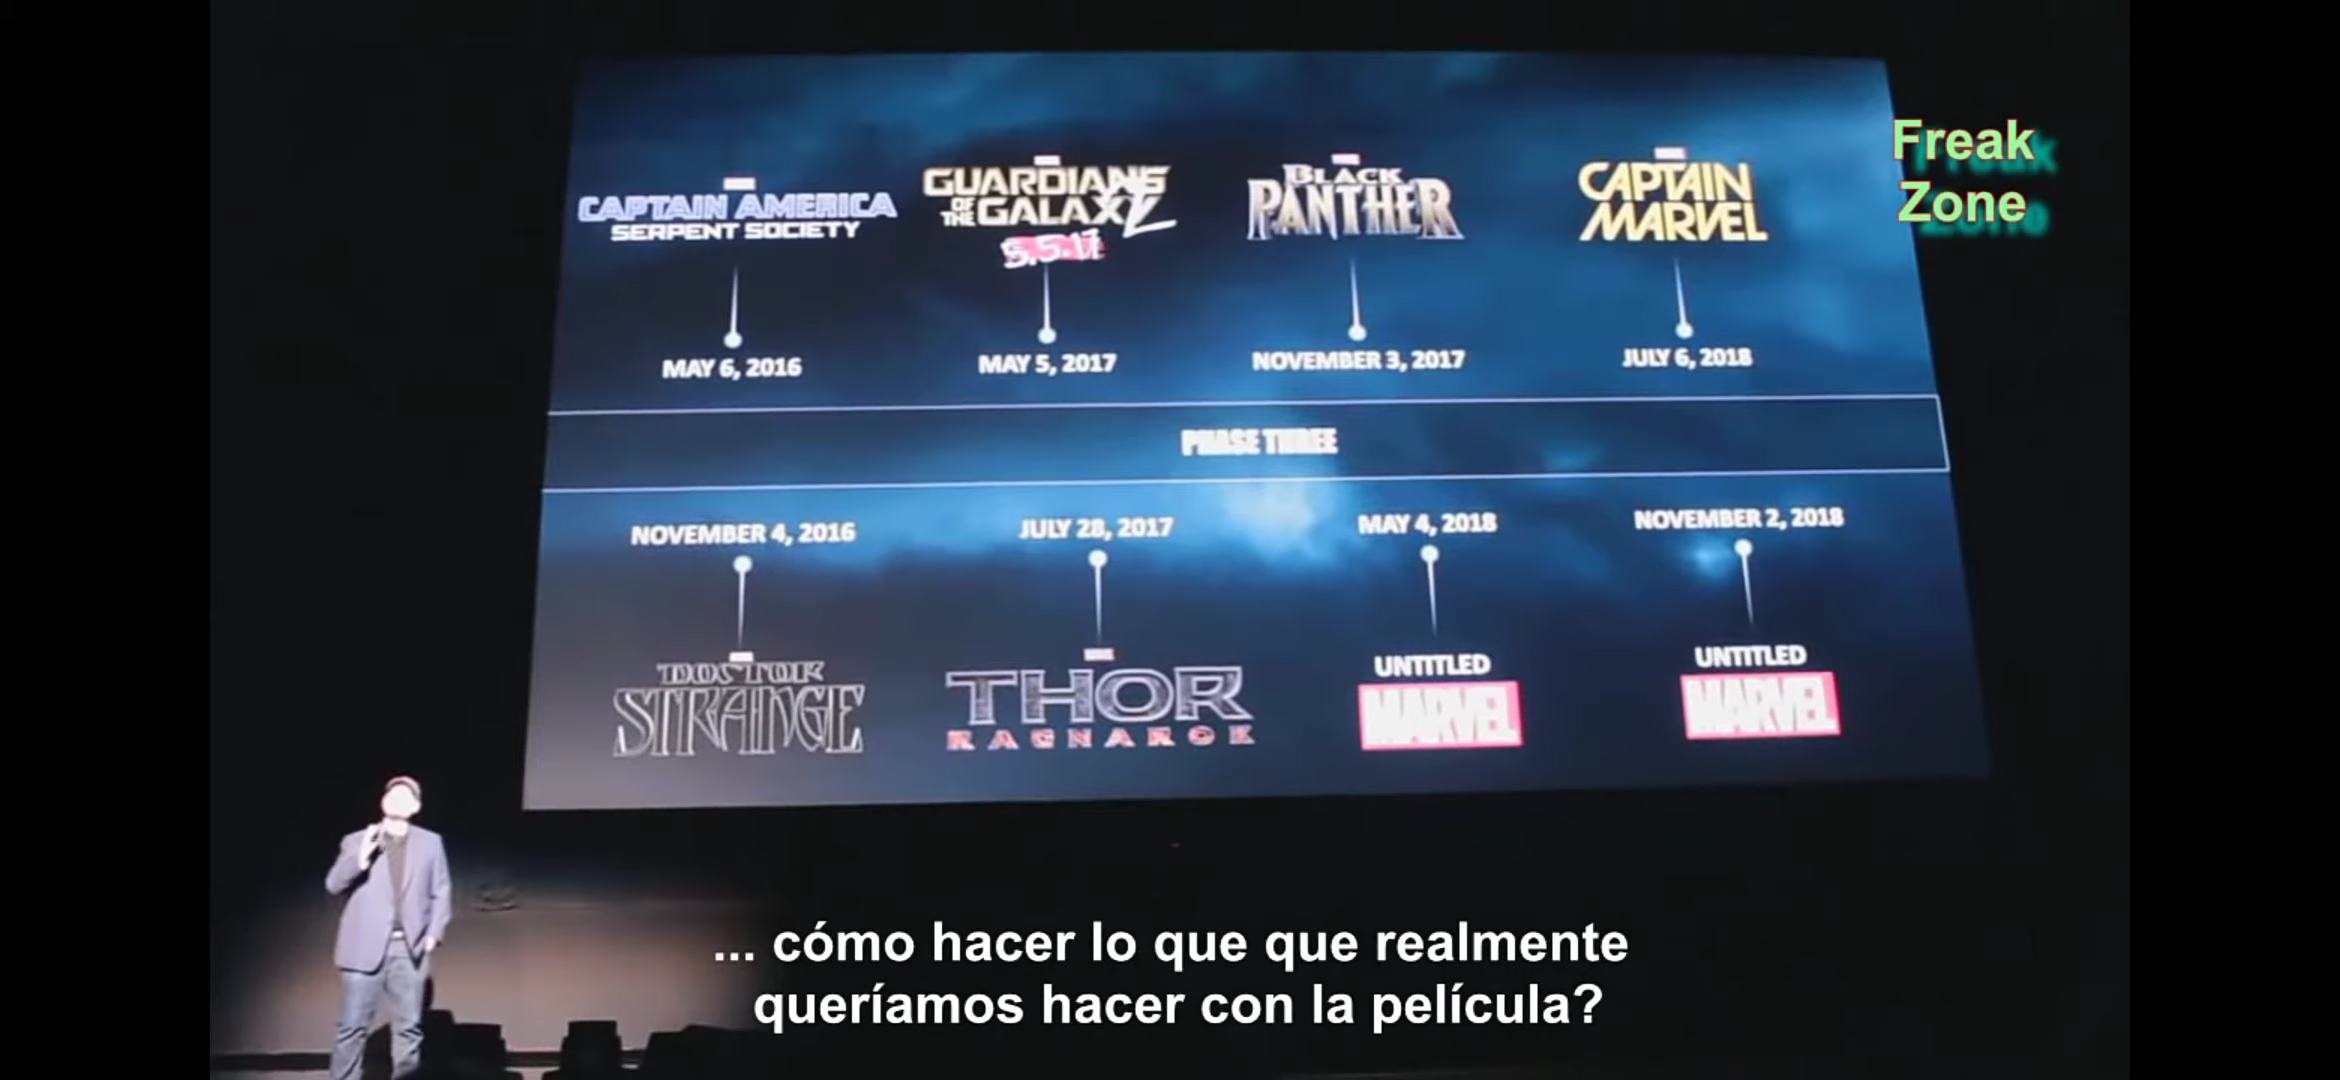 Freak
Zone
CAPTAIN AMERICA
SERPENT SOCIETY
GUARDIANS
OF THE GALAXY
5.5.17
BLACK
PANTHER
CAPTAIN
MARVEL
MAY 6, 2016
MAY 5, 2017
NOVEMBER 3, 2017
JULY 6, 2018
PHASE THREE
NOVEMBER 4, 2016
JULY 28, 2017
MAY 4, 2018
NOVEMBER 2, 2018
DOCTOR
STRANGE
THOR
RAGNAROK
UNTITLED
MARVEL
UNTITLED
MARVEL
... cómo hacer lo que que realmente
queríamos hacer con la película?